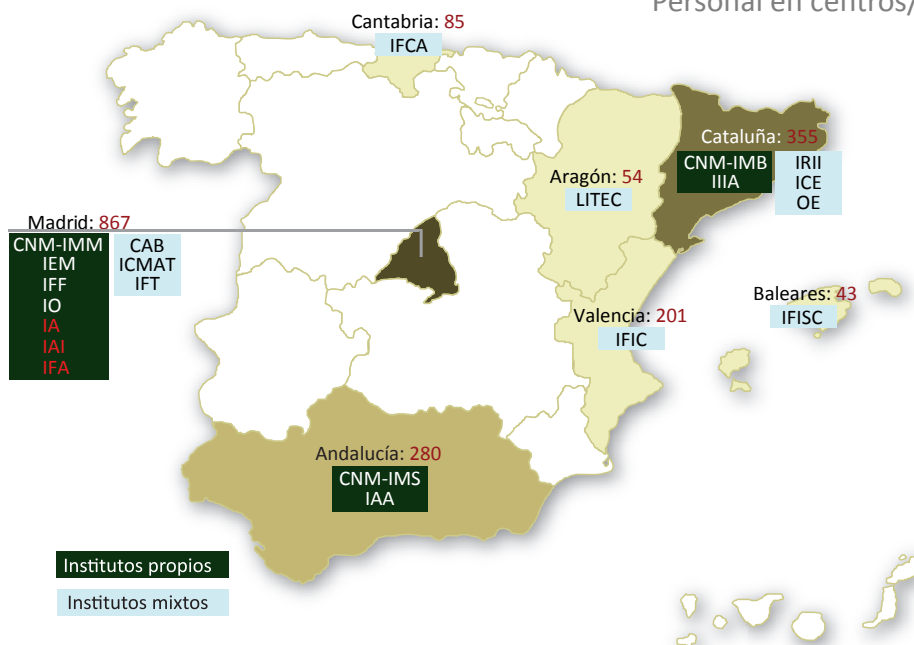 Personal en centros/
Cantabria: 85
IFCA
Cataluña: 355
CNM-IMB
IIIA
IRII
ICE
OE
Aragón: 54
LITEC
Madrid: 867
CNM-IMM
IEM
IFF
IO
IA
IAI
IFA
CAB
ICMAT
IFT
Baleares: 43
IFISC
Valencia: 201
IFIC
Andalucía: 280
CNM-IMS
IAA
Institutos propios
Institutos mixtos